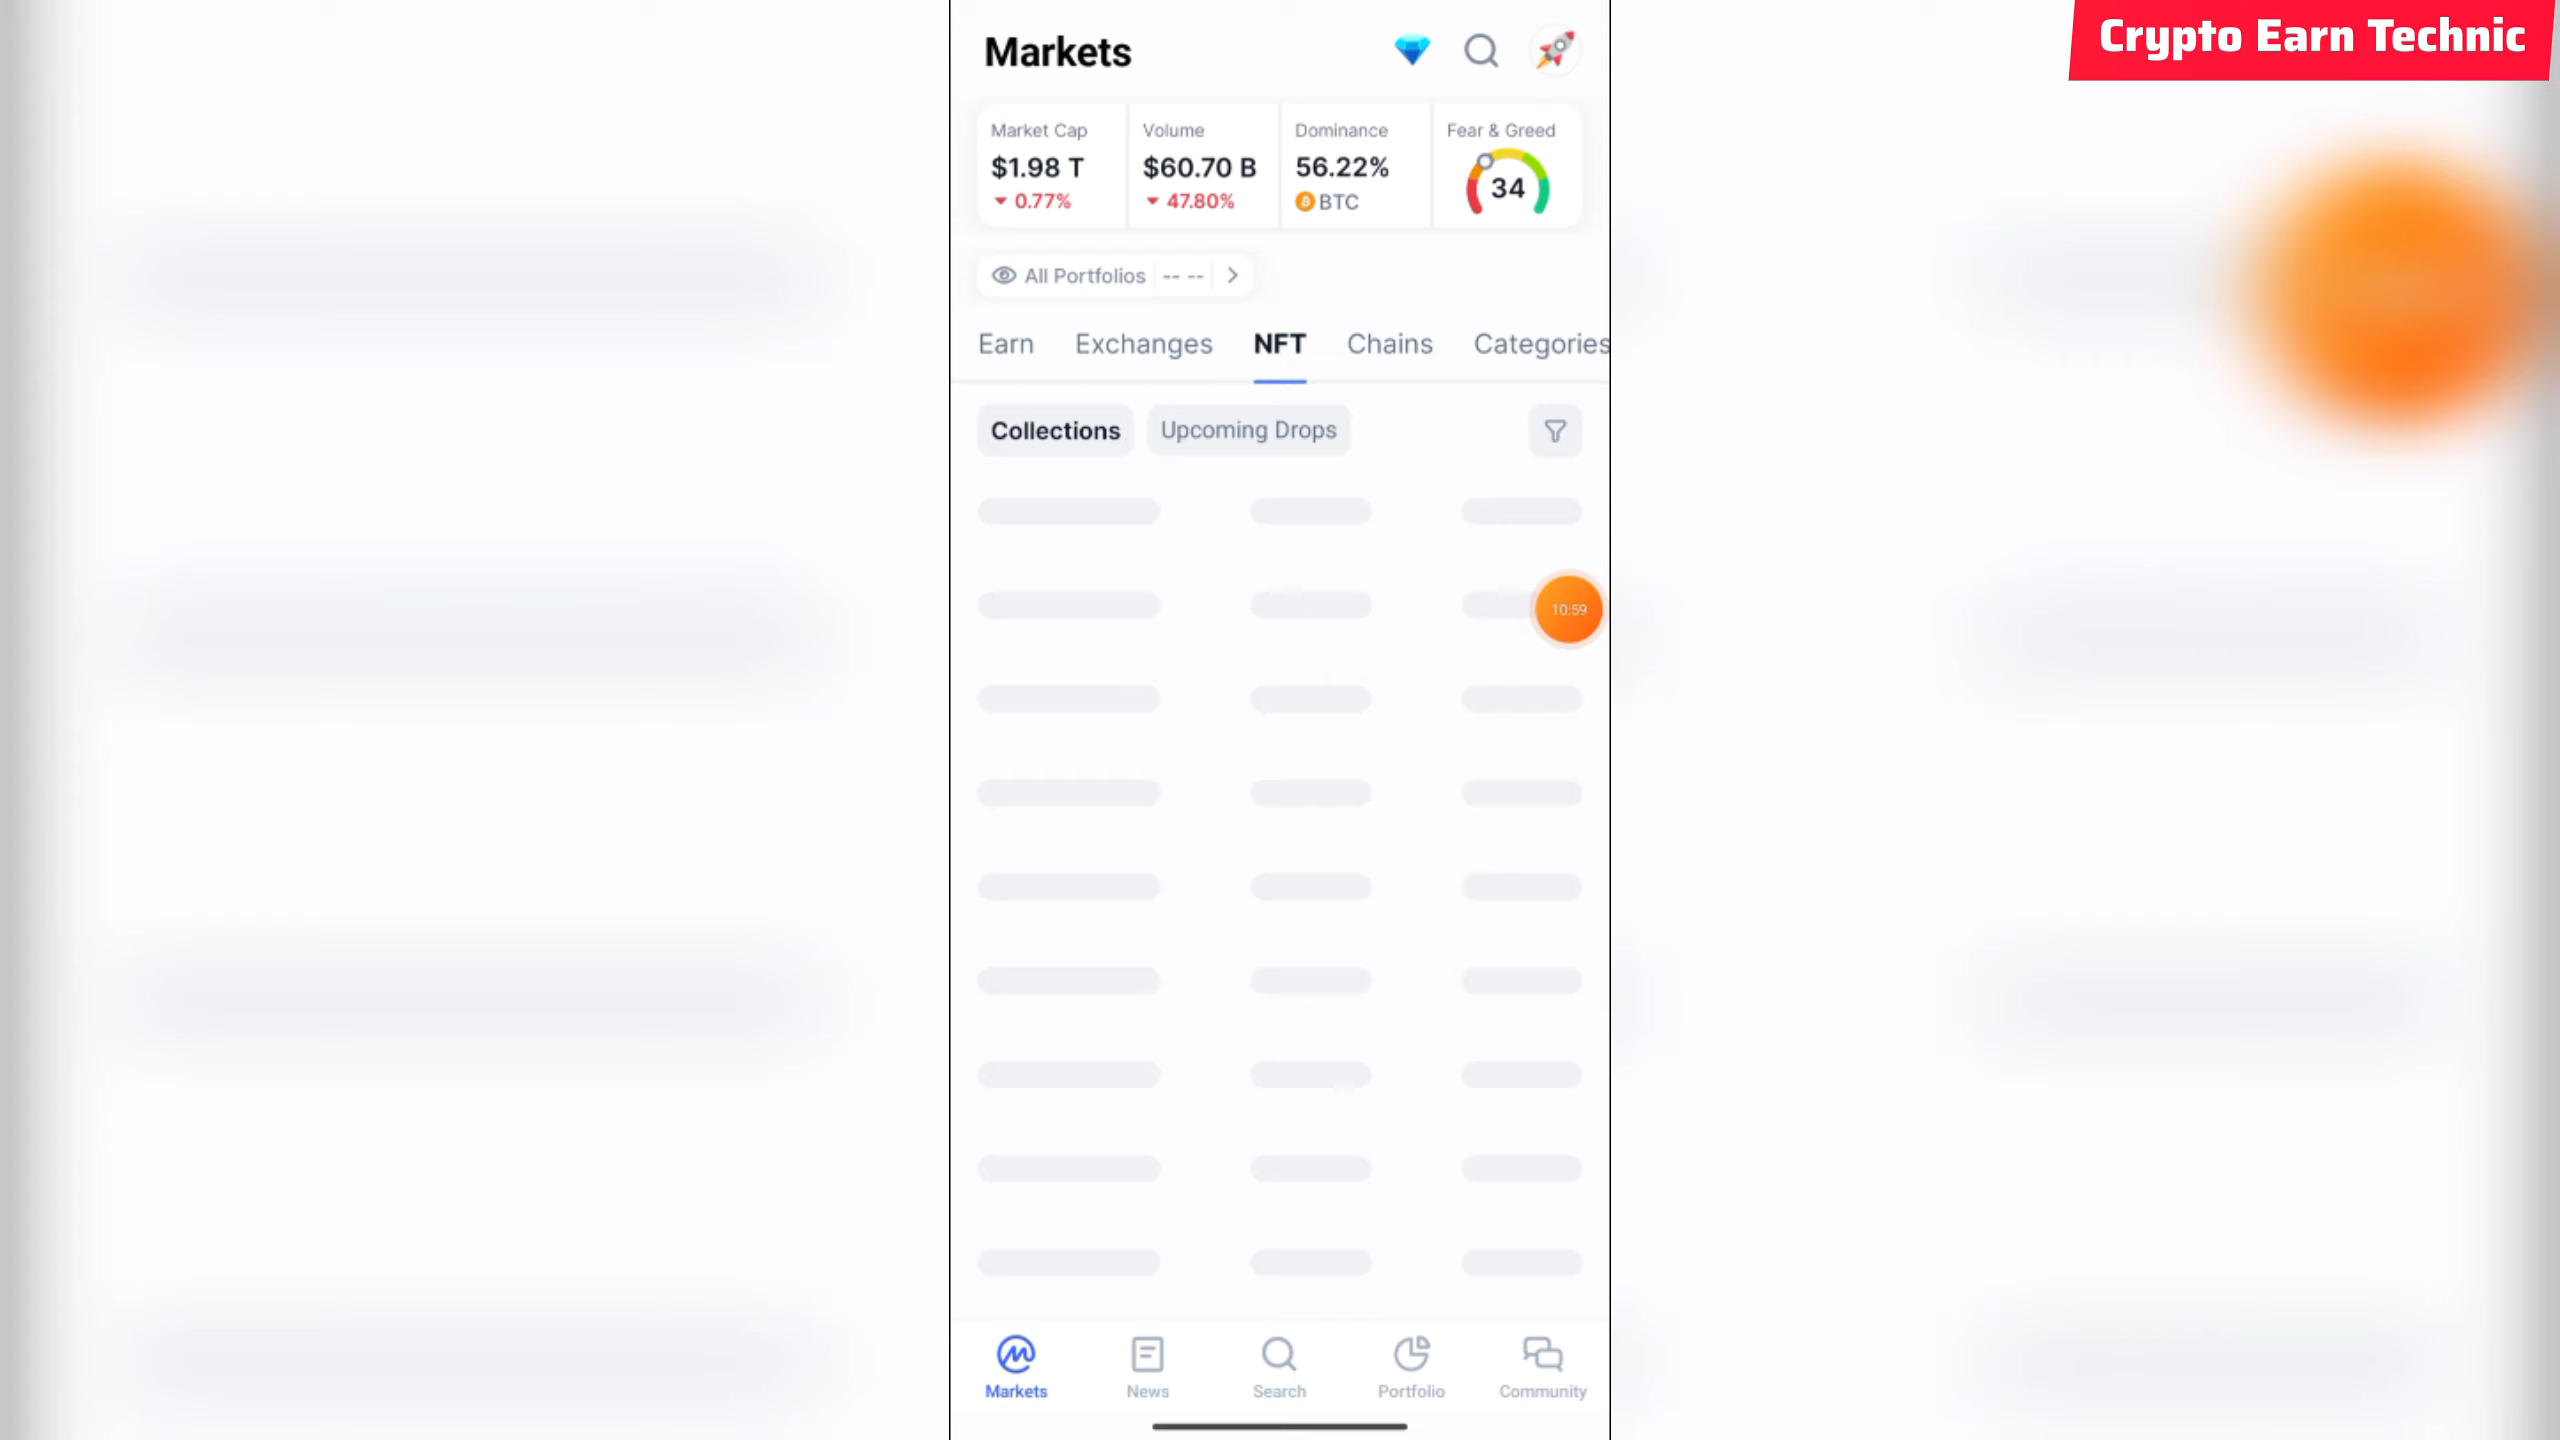 Crypto Earn Technic
Markets
Market Cap
$1.98 T
0.77%
Volume
$60.70 B
47.80%
Dominance
56.22%
BTC
Fear & Greed
34
All Portfolios -- --
Earn Exchanges NFT Chains Categories
Collections Upcoming Drops
10:59
Markets News Search Portfolio Community